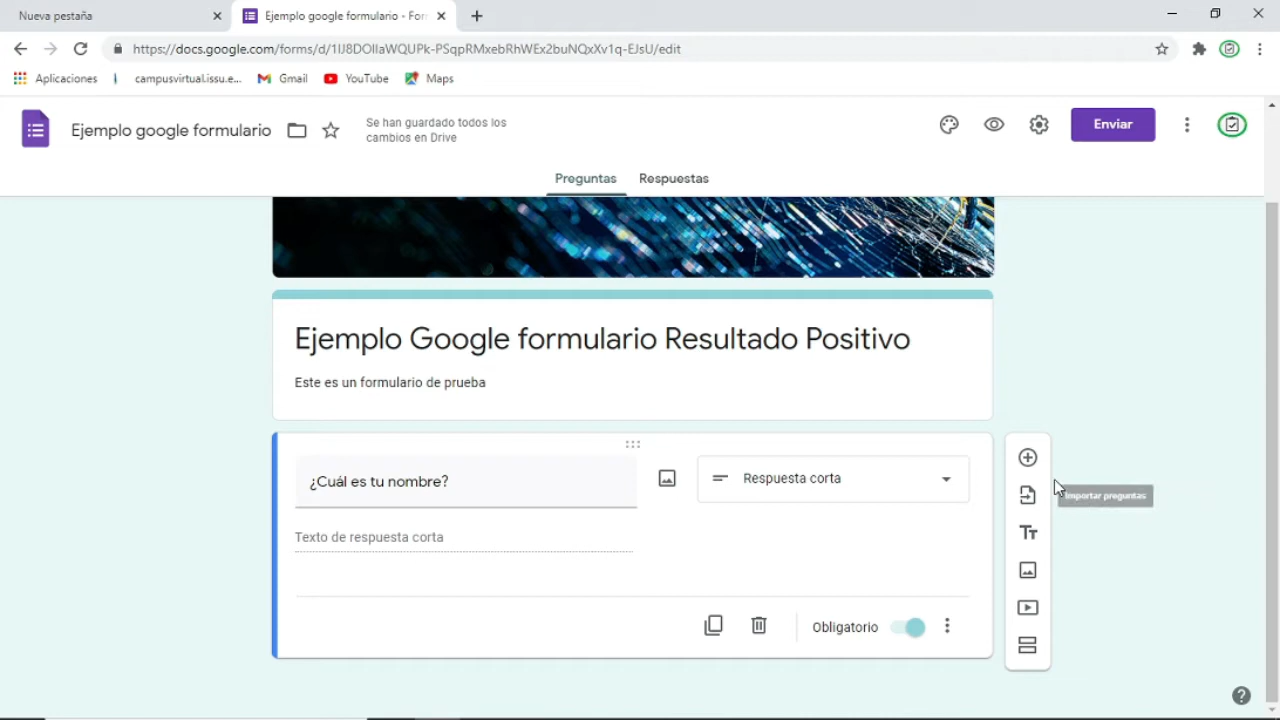 Nueva pestaña
Ejemplo google formulario - For
https://docs.google.com/forms/d/1IJ8DOIIaWQUPk-PSqpRMxebRhWEx2buNQxXv1q-EJsU/edit
Aplicaciones
campusvirtual.issu.e...
Gmail
YouTube
Maps
Ejemplo google formulario
Se han guardado todos los
cambios en Drive
Enviar
Preguntas
Respuestas
Ejemplo Google formulario Resultado Positivo
Este es un formulario de prueba
¿Cuál es tu nombre?
Respuesta corta
Importar preguntas
Tт
Texto de respuesta corta
Obligatorio